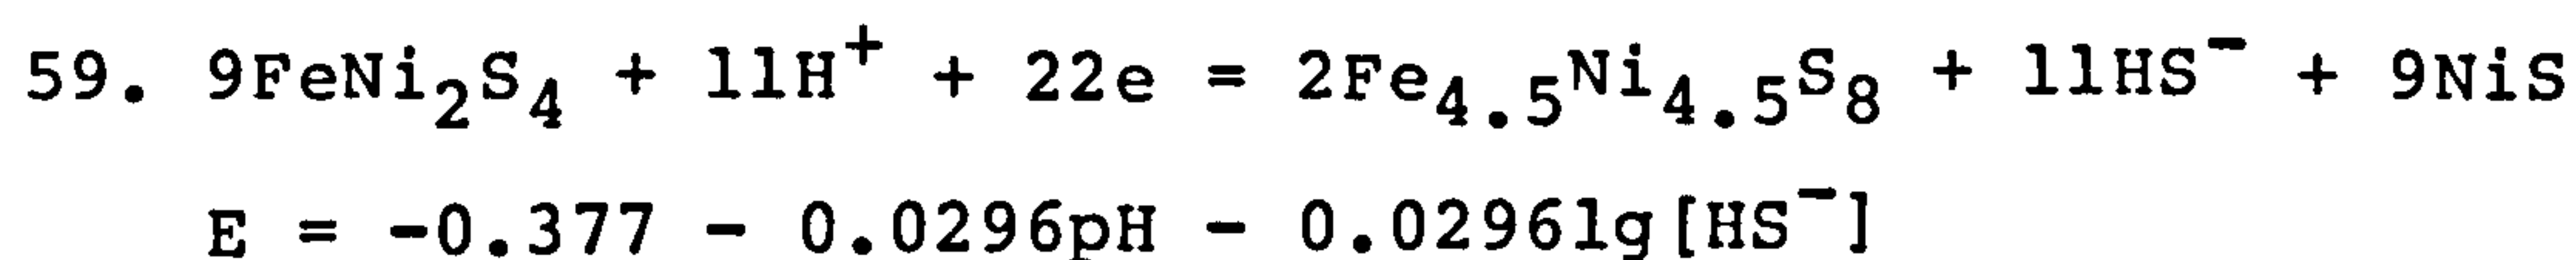 59. 9FeNi₂S₄ + 11H⁺ + 22e = 2Fe₄.₅Ni₄.₅S₈ + 11HS⁻ + 9NiS
E = -0.377 - 0.0296pH - 0.0296lg[HS⁻]